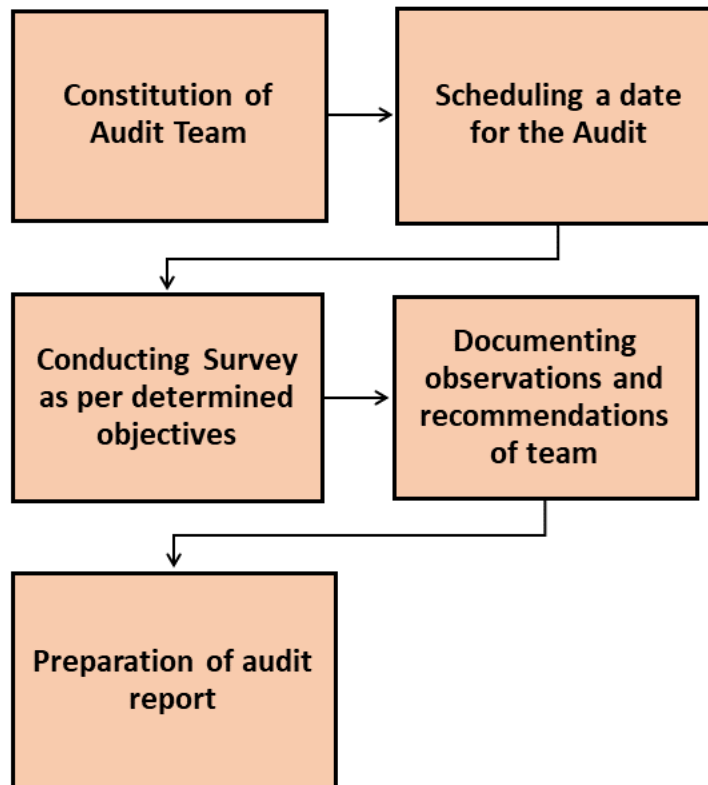 Constitution of
Audit Team
Scheduling a date
for the Audit
Conducting Survey
as per determined
objectives
Documenting
observations and
recommendations
of team
Preparation of audit
report